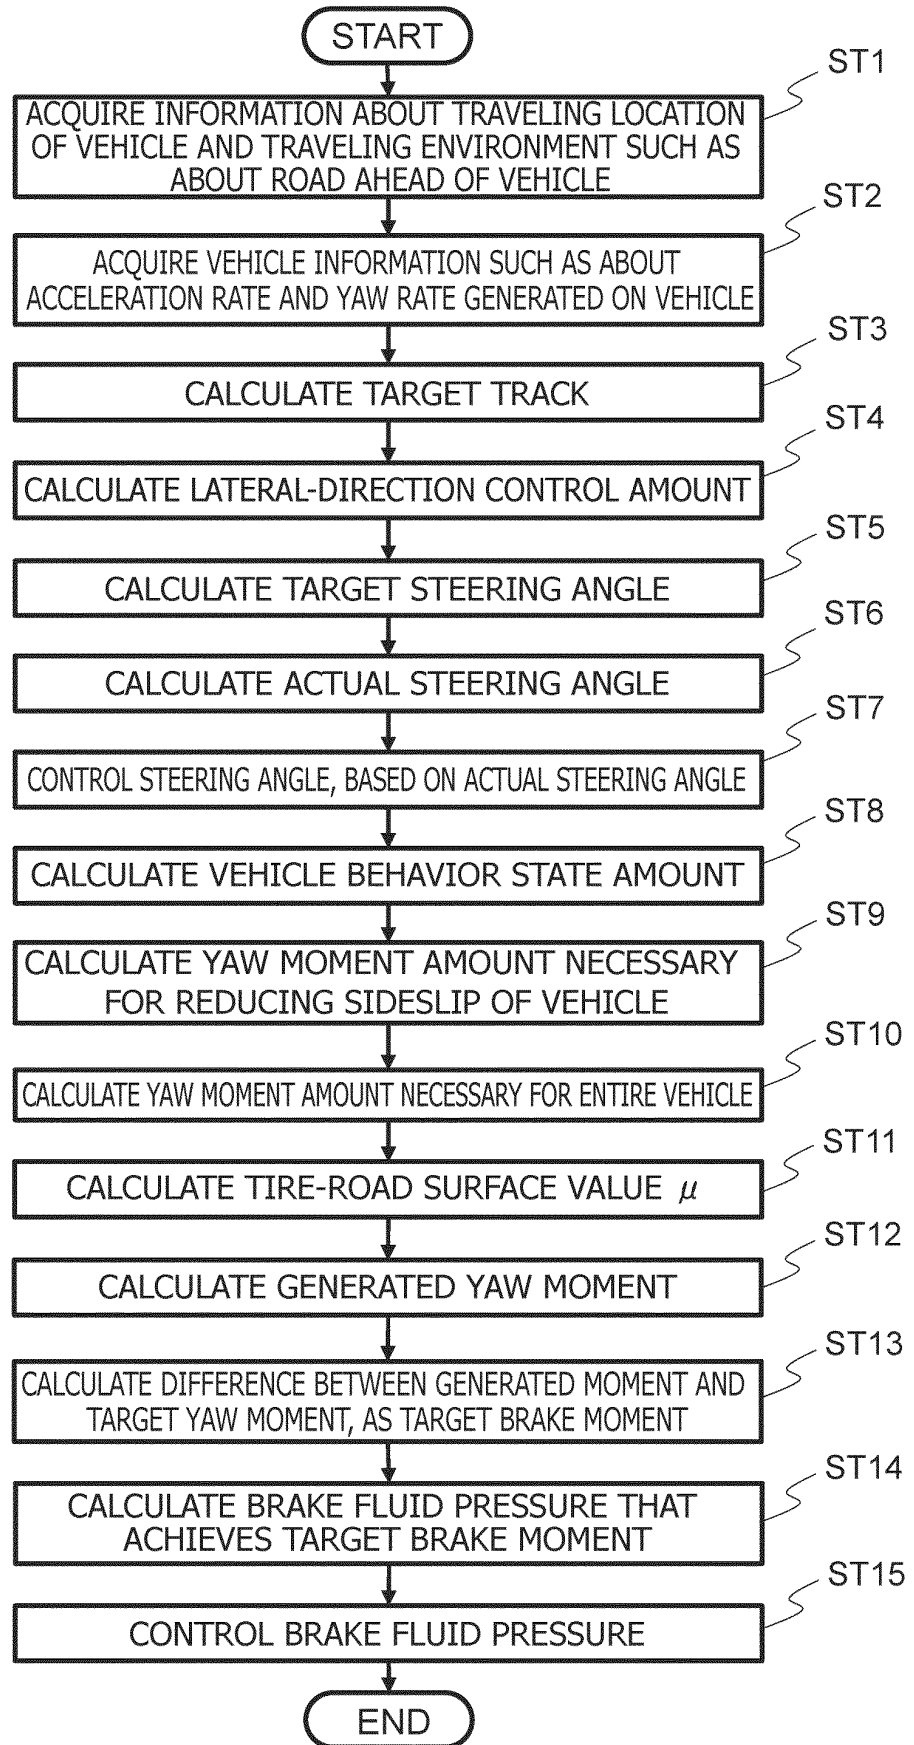 START
ST1
ACQUIRE INFORMATION ABOUT TRAVELING LOCATION
OF VEHICLE AND TRAVELING ENVIRONMENT SUCH AS
ABOUT ROAD AHEAD OF VEHICLE
ST2
ACQUIRE VEHICLE INFORMATION SUCH AS ABOUT
ACCELERATION RATE AND YAW RATE GENERATED ON VEHICLE
ST3
CALCULATE TARGET TRACK
ST4
CALCULATE LATERAL-DIRECTION CONTROL AMOUNT
ST5
CALCULATE TARGET STEERING ANGLE
ST6
CALCULATE ACTUAL STEERING ANGLE
ST7
CONTROL STEERING ANGLE, BASED ON ACTUAL STEERING ANGLE
ST8
CALCULATE VEHICLE BEHAVIOR STATE AMOUNT
ST9
CALCULATE YAW MOMENT AMOUNT NECESSARY
FOR REDUCING SIDESLIP OF VEHICLE
ST10
CALCULATE YAW MOMENT AMOUNT NECESSARY FOR ENTIRE VEHICLE
ST11
CALCULATE TIRE-ROAD SURFACE VALUE μ
ST12
CALCULATE GENERATED YAW MOMENT
ST13
CALCULATE DIFFERENCE BETWEEN GENERATED MOMENT AND
TARGET YAW MOMENT, AS TARGET BRAKE MOMENT
ST14
CALCULATE BRAKE FLUID PRESSURE THAT
ACHIEVES TARGET BRAKE MOMENT
ST15
CONTROL BRAKE FLUID PRESSURE
END